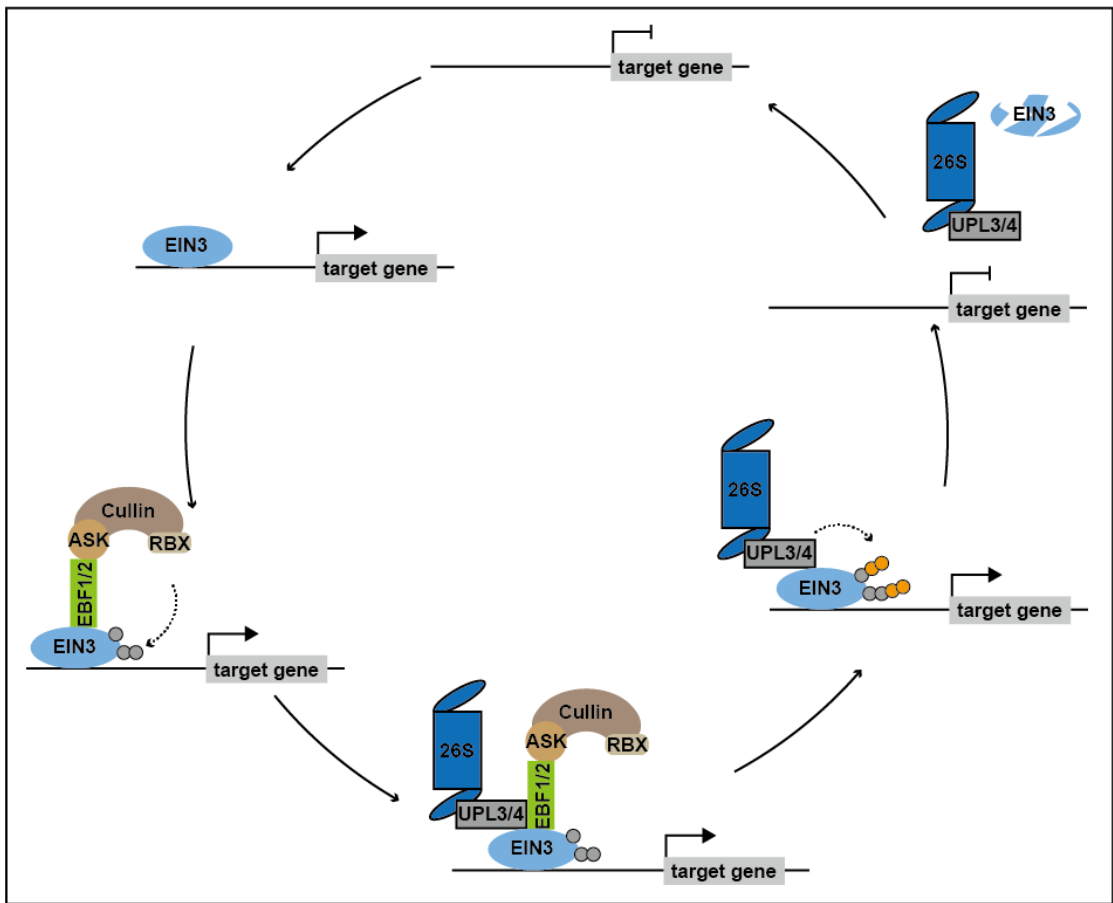 target gene
EIN3
26S
UPL3/4
target gene
EIN3
target gene
26S
UPL3/4
EIN3
target gene
Cullin
ASK
RBX
EBF1/2
EIN3
target gene
26S
Cullin
ASK
RBX
EBF1/2
UPL3/4
EIN3
target gene